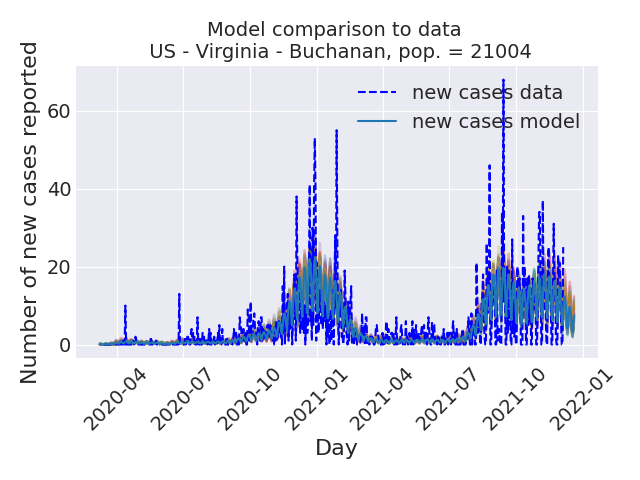 Model comparison to data
US - Virginia - Buchanan, pop. = 21004
new cases data
new cases model
Number of new cases reported
60
40
20
0
2020-04
2020-07
2020-10
2021-01
2021-04
2021-07
2021-10
2022-01
Day